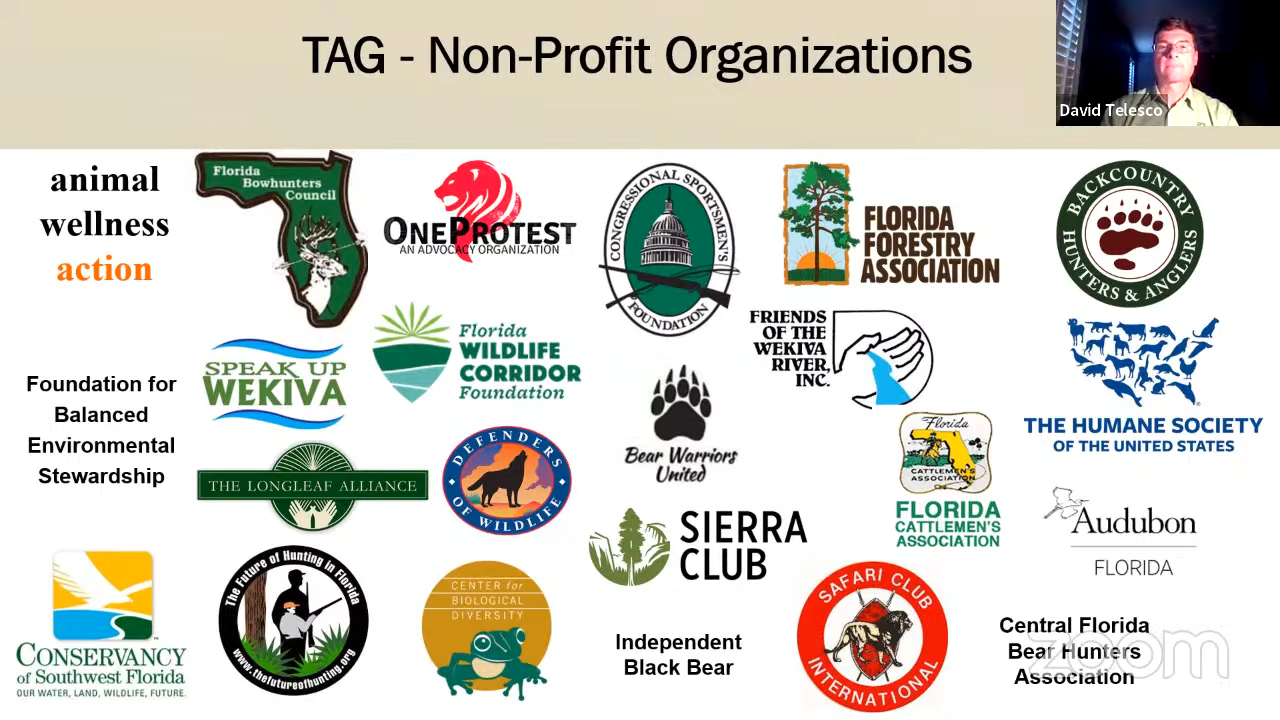 TAG - Non-Profit Organizations
David Telesco
animal
wellness
action
Florida
Bowhunters
Council
ONEPROTEST
AN ADVOCACY ORGANIZATION
CONGRESSIONAL SPORTSMEN'S
FOUNDATION
FLORIDA
FORESTRY
ASSOCIATION
BACKCOUNTRY
HUNTERS & ANGLERS
SPEAK UP
WEKIVA
Florida
WILDLIFE
CORRIDOR
Foundation
FRIENDS
OF THE
WEKIVA
RIVER,
INC.
THE HUMANE SOCIETY
OF THE UNITED STATES
Foundation for
Balanced
Environmental
Stewardship
THE LONGLEAF ALLIANCE
DEFENDERS
OF WILDLIFE
Bear Warriors
United
Florida
CATTLEMEN'S
ASSOCIATION
FLORIDA
CATTLEMEN'S
ASSOCIATION
SIERRA
CLUB
Audubon
FLORIDA
CONSERVANCY
of Southwest Florida
OUR WATER, LAND, WILDLIFE, FUTURE.
The Future of Hunting in Florida
www.thefutureofhunting.org
CENTER for
BIOLOGICAL
DIVERSITY
Independent
Black Bear
SAFARI CLUB
INTERNATIONAL
Central Florida
Bear Hunters
Association
zoom